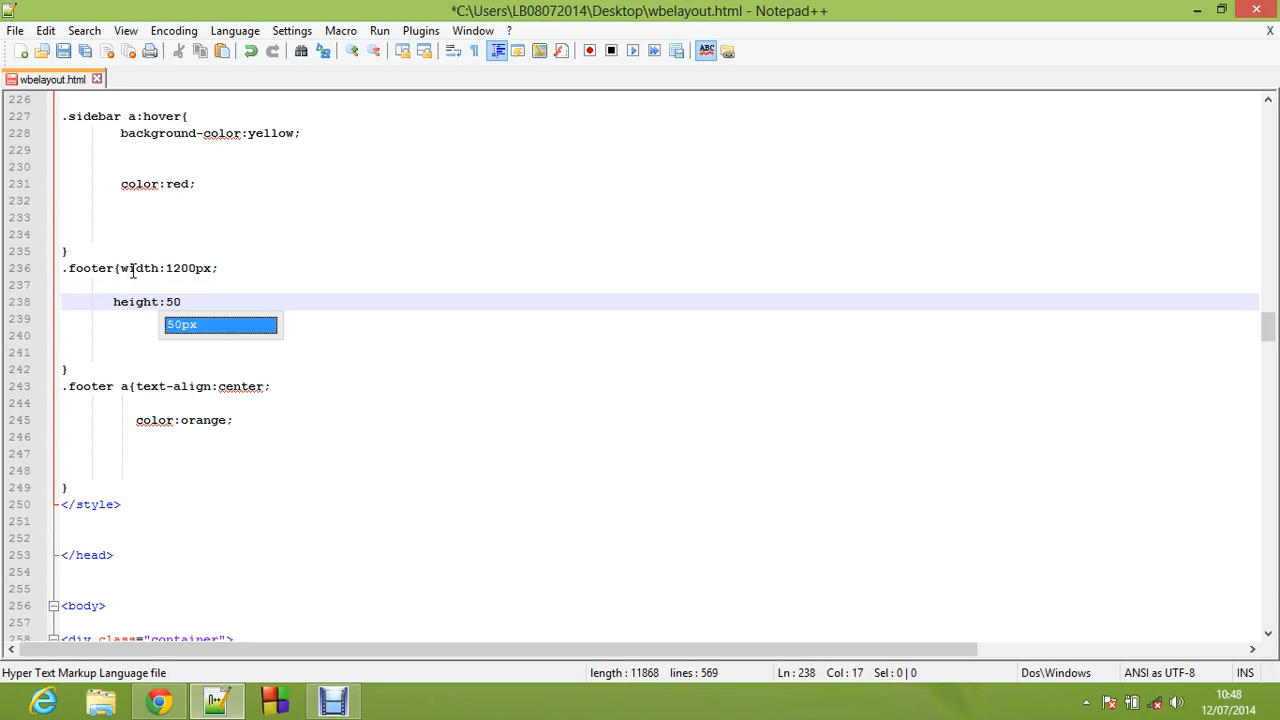 *C:\Users\LB08072014\Desktop\wbelayout.html - Notepad++
File Edit Search View Encoding Language Settings Macro Run Plugins Window ? X
wbelayout.html
226
227 .sidebar a:hover{
228 background-color:yellow;
229
230
231 color:red;
232
233
234
235 }
236 .footer{width:1200px;
237
238 height:50
239 50px
240
241
242 }
243 .footer a{text-align:center;
244
245 color:orange;
246
247
248
249 }
250 </style>
251
252
253 </head>
254
255
256 <body>
257
258 <div class="container">
Hyper Text Markup Language file length : 11868 lines : 569 Ln : 238 Col : 17 Sel : 0 | 0 Dos\Windows ANSI as UTF-8 INS
10:48
12/07/2014